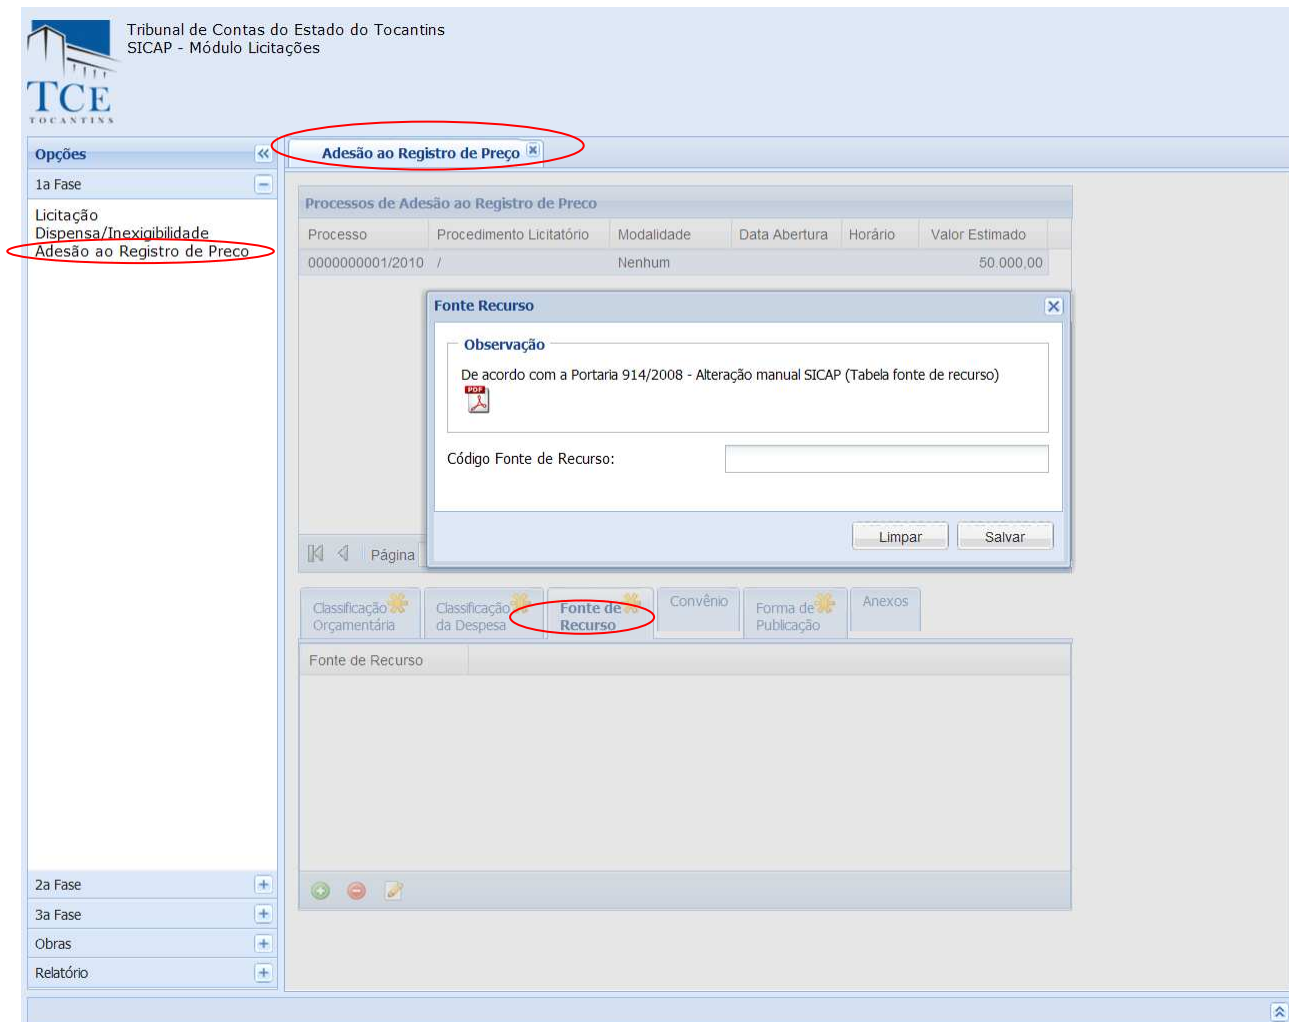 Tribunal de Contas do Estado do Tocantins
SICAP - Módulo Licitações
TCE
TOCANTINS
Opções
1a Fase
Licitação
Dispensa/Inexigibilidade
Adesão ao Registro de Preco
2a Fase
3a Fase
Obras
Relatório
Adesão ao Registro de Preço
Processos de Adesão ao Registro de Preco
Processo Procedimento Licitatório Modalidade Data Abertura Horário Valor Estimado
0000000001/2010 / Nenhum 50.000,00
Fonte Recurso
Observação
De acordo com a Portaria 914/2008 - Alteração manual SICAP (Tabela fonte de recurso)
PDF
Código Fonte de Recurso:
Limpar Salvar
Página
Classificação Orçamentária
Classificação da Despesa
Fonte de Recurso
Convênio
Forma de Publicação
Anexos
Fonte de Recurso